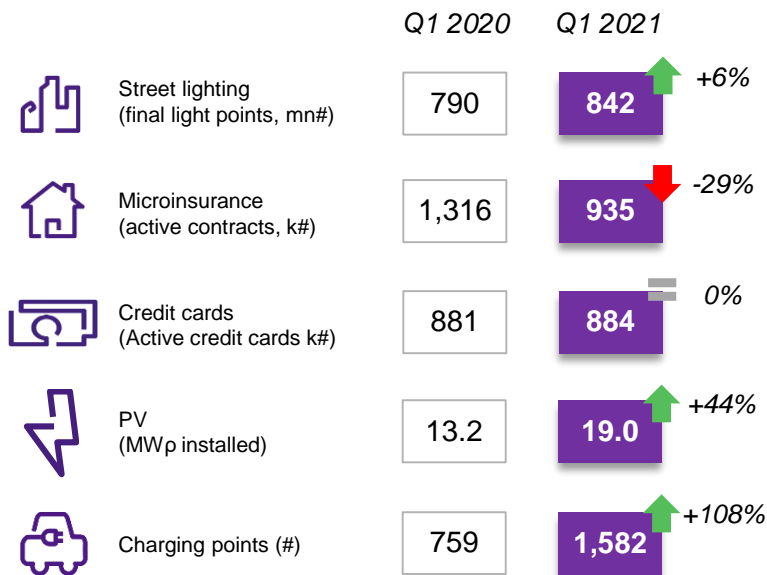 Q1 2020 Q1 2021
Street lighting
(final light points, mn#)
790 842 +6%
Microinsurance
(active contracts, k#)
1,316 935 -29%
Credit cards
(Active credit cards k#)
881 884 0%
PV
(MWρ installed)
13.2 19.0 +44%
Charging points (#)
759 1,582 +108%